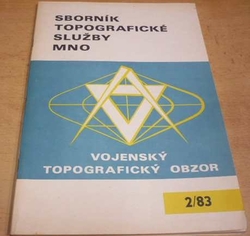 SBORNÍK
TOPOGRAFICKÉ
SLUŽBY
MNO
VOJENSKÝ
TOPOGRAFICKÝ OBZOR
2/83